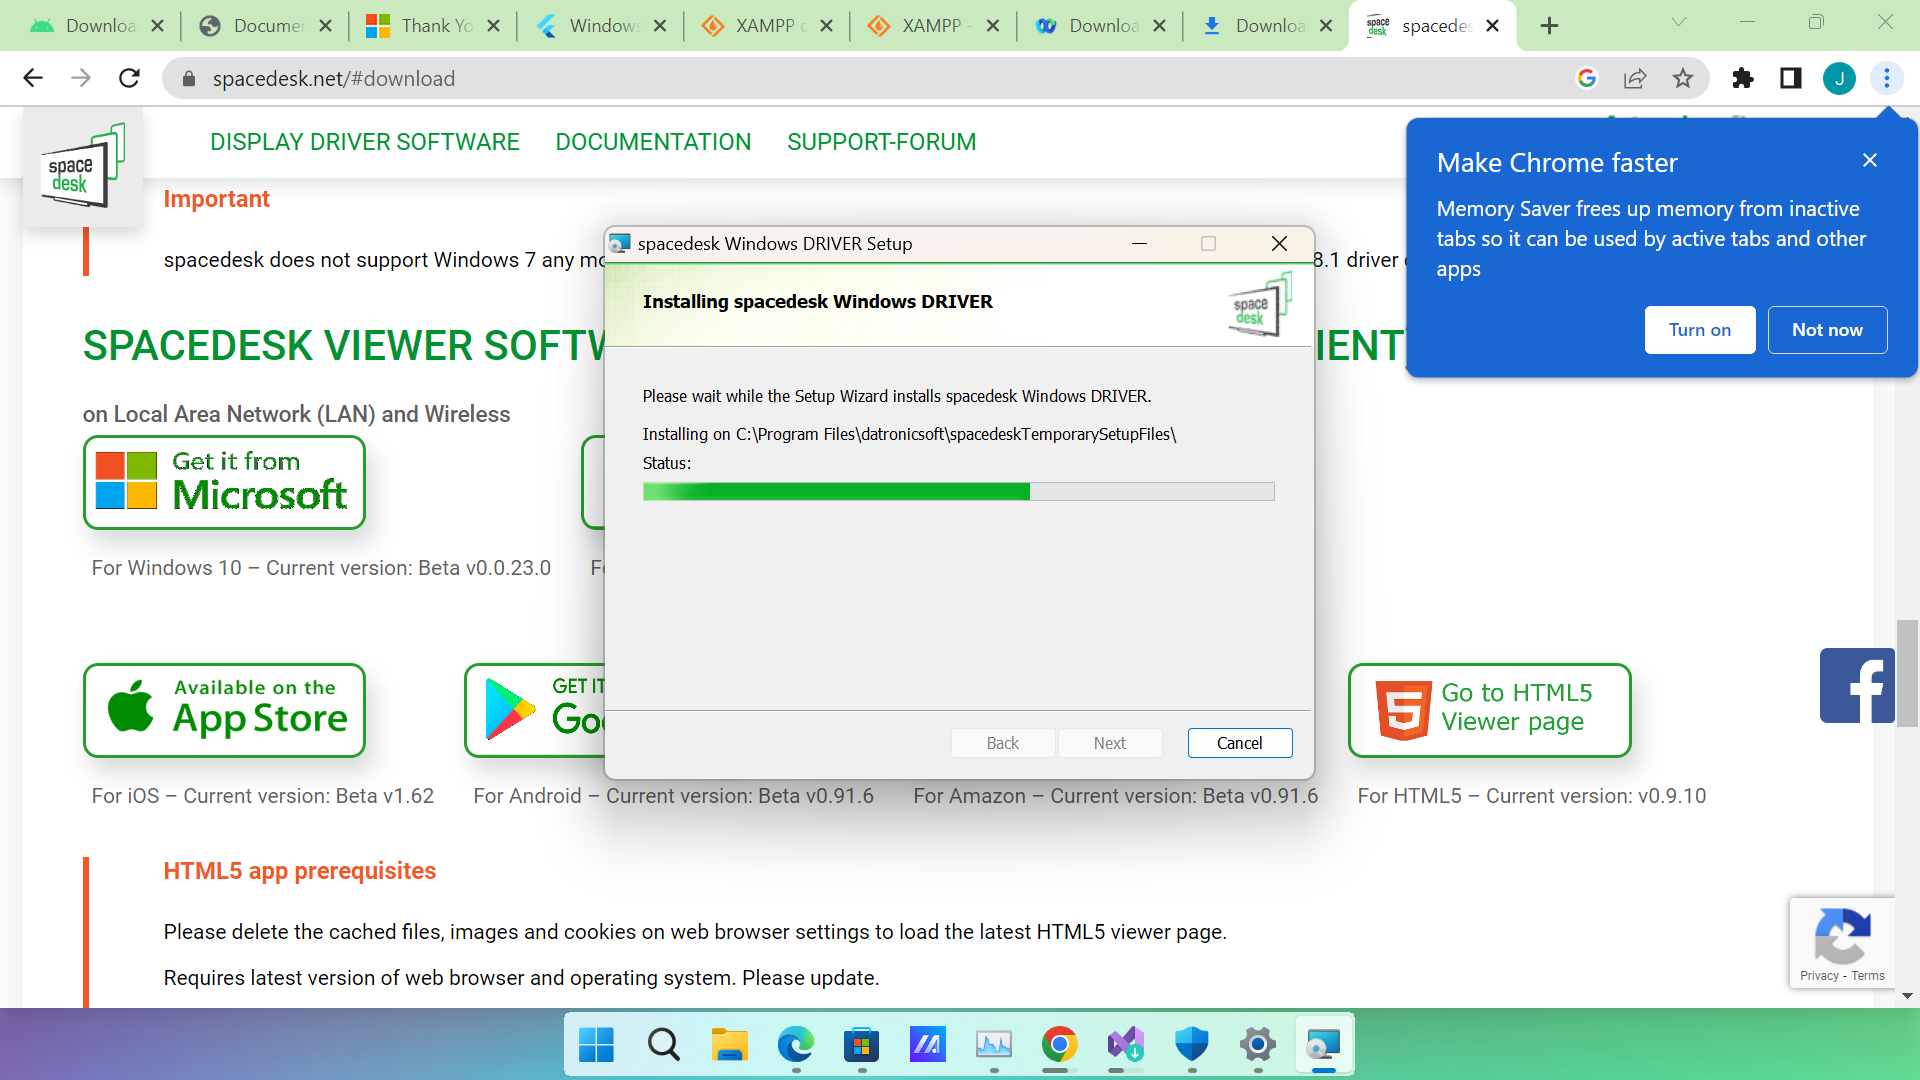 Downloa
Documen
Thank Yo
Windows
XAMPP
XAMPP -
Downloa
Downloa
spacedes
spacedesk.net/#download
J
space
desk
DISPLAY DRIVER SOFTWARE
DOCUMENTATION
SUPPORT-FORUM
Important
spacedesk does not support Windows 7 any mo
8.1 driver
SPACEDESK VIEWER SOFTW
IENT
on Local Area Network (LAN) and Wireless
Get it from
Microsoft
For Windows 10 – Current version: Beta v0.0.23.0
Fo
Make Chrome faster
Memory Saver frees up memory from inactive
tabs so it can be used by active tabs and other
apps
Turn on
Not now
spacedesk Windows DRIVER Setup
Installing spacedesk Windows DRIVER
space
desk
Please wait while the Setup Wizard installs spacedesk Windows DRIVER.
Installing on C:\Program Files\datronicsoft\spacedeskTemporarySetupFiles\
Status:
Back
Next
Cancel
Available on the
App Store
GET IT
Goo
Go to HTML5
Viewer page
For iOS – Current version: Beta v1.62
For Android – Current version: Beta v0.91.6
For Amazon – Current version: Beta v0.91.6
For HTML5 – Current version: v0.9.10
HTML5 app prerequisites
Please delete the cached files, images and cookies on web browser settings to load the latest HTML5 viewer page.
Requires latest version of web browser and operating system. Please update.
Privacy - Terms